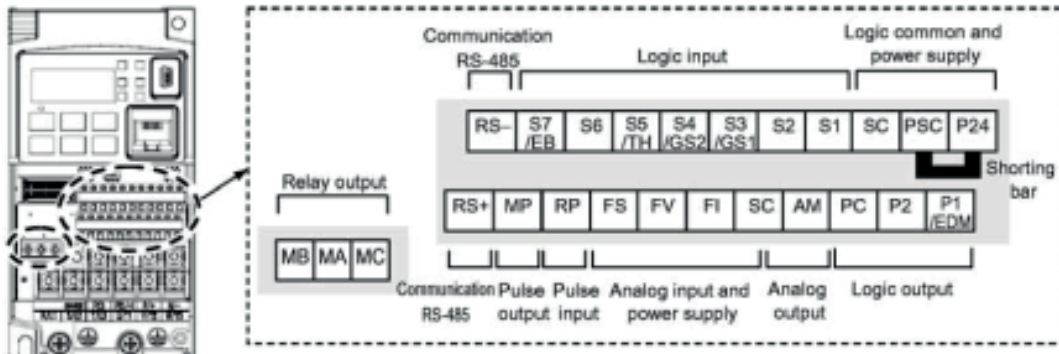 Communication
RS-485
Logic input
Logic common and
power supply
RS– S7/EB S6 S5/TH S4/GS2 S3/GS1 S2 S1 SC PSC P24
Shorting
bar
Relay output
RS+ MP RP FS FV FI SC AM PC P2 P1/EDM
MB MA MC
Communication
RS-485
Pulse
output
Pulse
input
Analog input and
power supply
Analog
output
Logic output